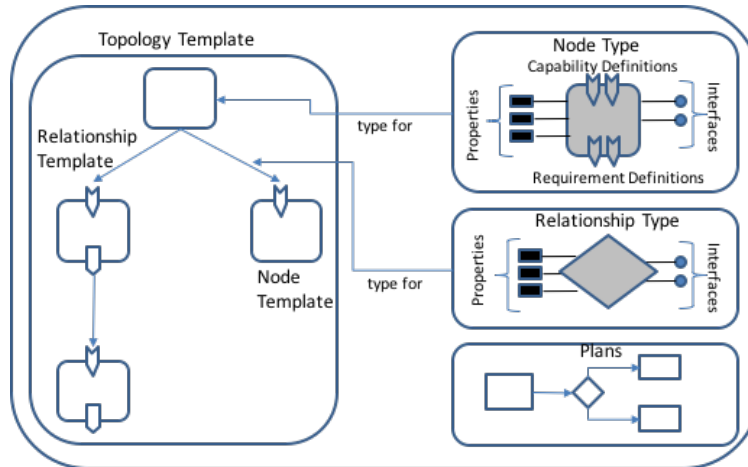 Topology Template
Relationship
Template
Node
Template
type for
type for
Node Type
Capability Definitions
Properties
Interfaces
Requirement Definitions
Relationship Type
Properties
Interfaces
Plans